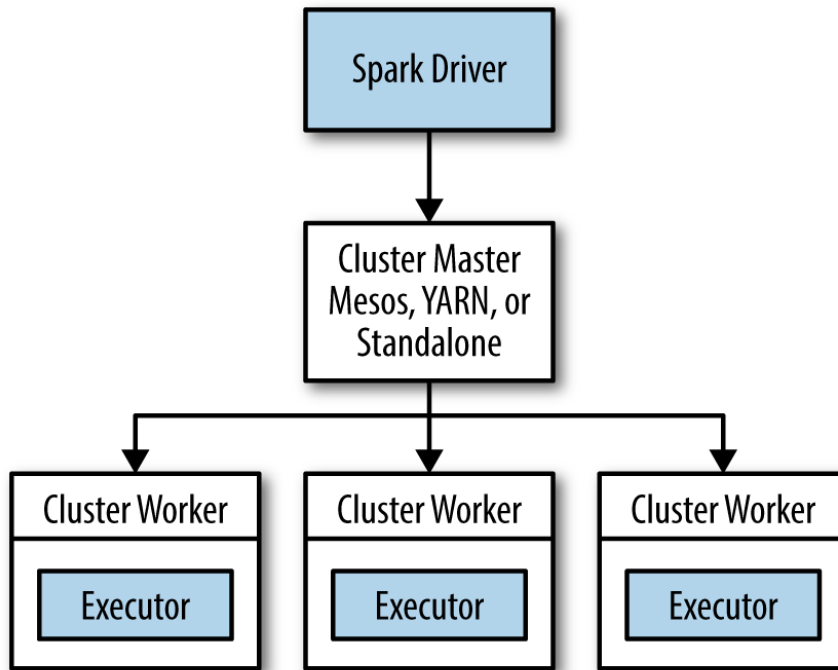 Spark Driver
Cluster Master
Mesos, YARN, or
Standalone
Cluster Worker
Executor
Cluster Worker
Executor
Cluster Worker
Executor